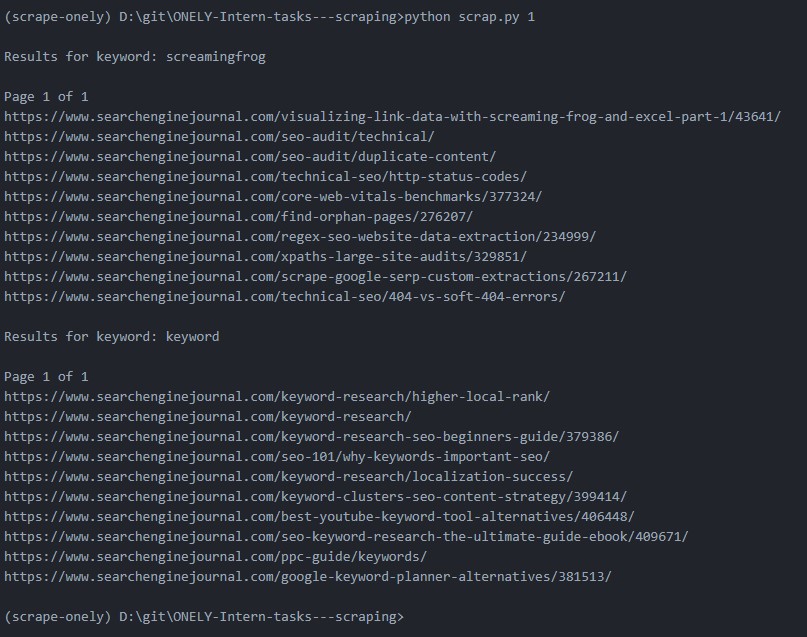 (scrape-onely) D:\git\ONELY-Intern-tasks---scraping>python scrap.py 1
Results for keyword: screamingfrog
Page 1 of 1
https://www.searchenginejournal.com/visualizing-link-data-with-screaming-frog-and-excel-part-1/43641/
https://www.searchenginejournal.com/seo-audit/technical/
https://www.searchenginejournal.com/seo-audit/duplicate-content/
https://www.searchenginejournal.com/technical-seo/http-status-codes/
https://www.searchenginejournal.com/core-web-vitals-benchmarks/377324/
https://www.searchenginejournal.com/find-orphan-pages/276207/
https://www.searchenginejournal.com/regex-seo-website-data-extraction/234999/
https://www.searchenginejournal.com/xpaths-large-site-audits/329851/
https://www.searchenginejournal.com/scrape-google-serp-custom-extractions/267211/
https://www.searchenginejournal.com/technical-seo/404-vs-soft-404-errors/
Results for keyword: keyword
Page 1 of 1
https://www.searchenginejournal.com/keyword-research/higher-local-rank/
https://www.searchenginejournal.com/keyword-research/
https://www.searchenginejournal.com/keyword-research-seo-beginners-guide/379386/
https://www.searchenginejournal.com/seo-101/why-keywords-important-seo/
https://www.searchenginejournal.com/keyword-research/localization-success/
https://www.searchenginejournal.com/keyword-clusters-seo-content-strategy/399414/
https://www.searchenginejournal.com/best-youtube-keyword-tool-alternatives/406448/
https://www.searchenginejournal.com/seo-keyword-research-the-ultimate-guide-ebook/409671/
https://www.searchenginejournal.com/ppc-guide/keywords/
https://www.searchenginejournal.com/google-keyword-planner-alternatives/381513/
(scrape-onely) D:\git\ONELY-Intern-tasks---scraping>